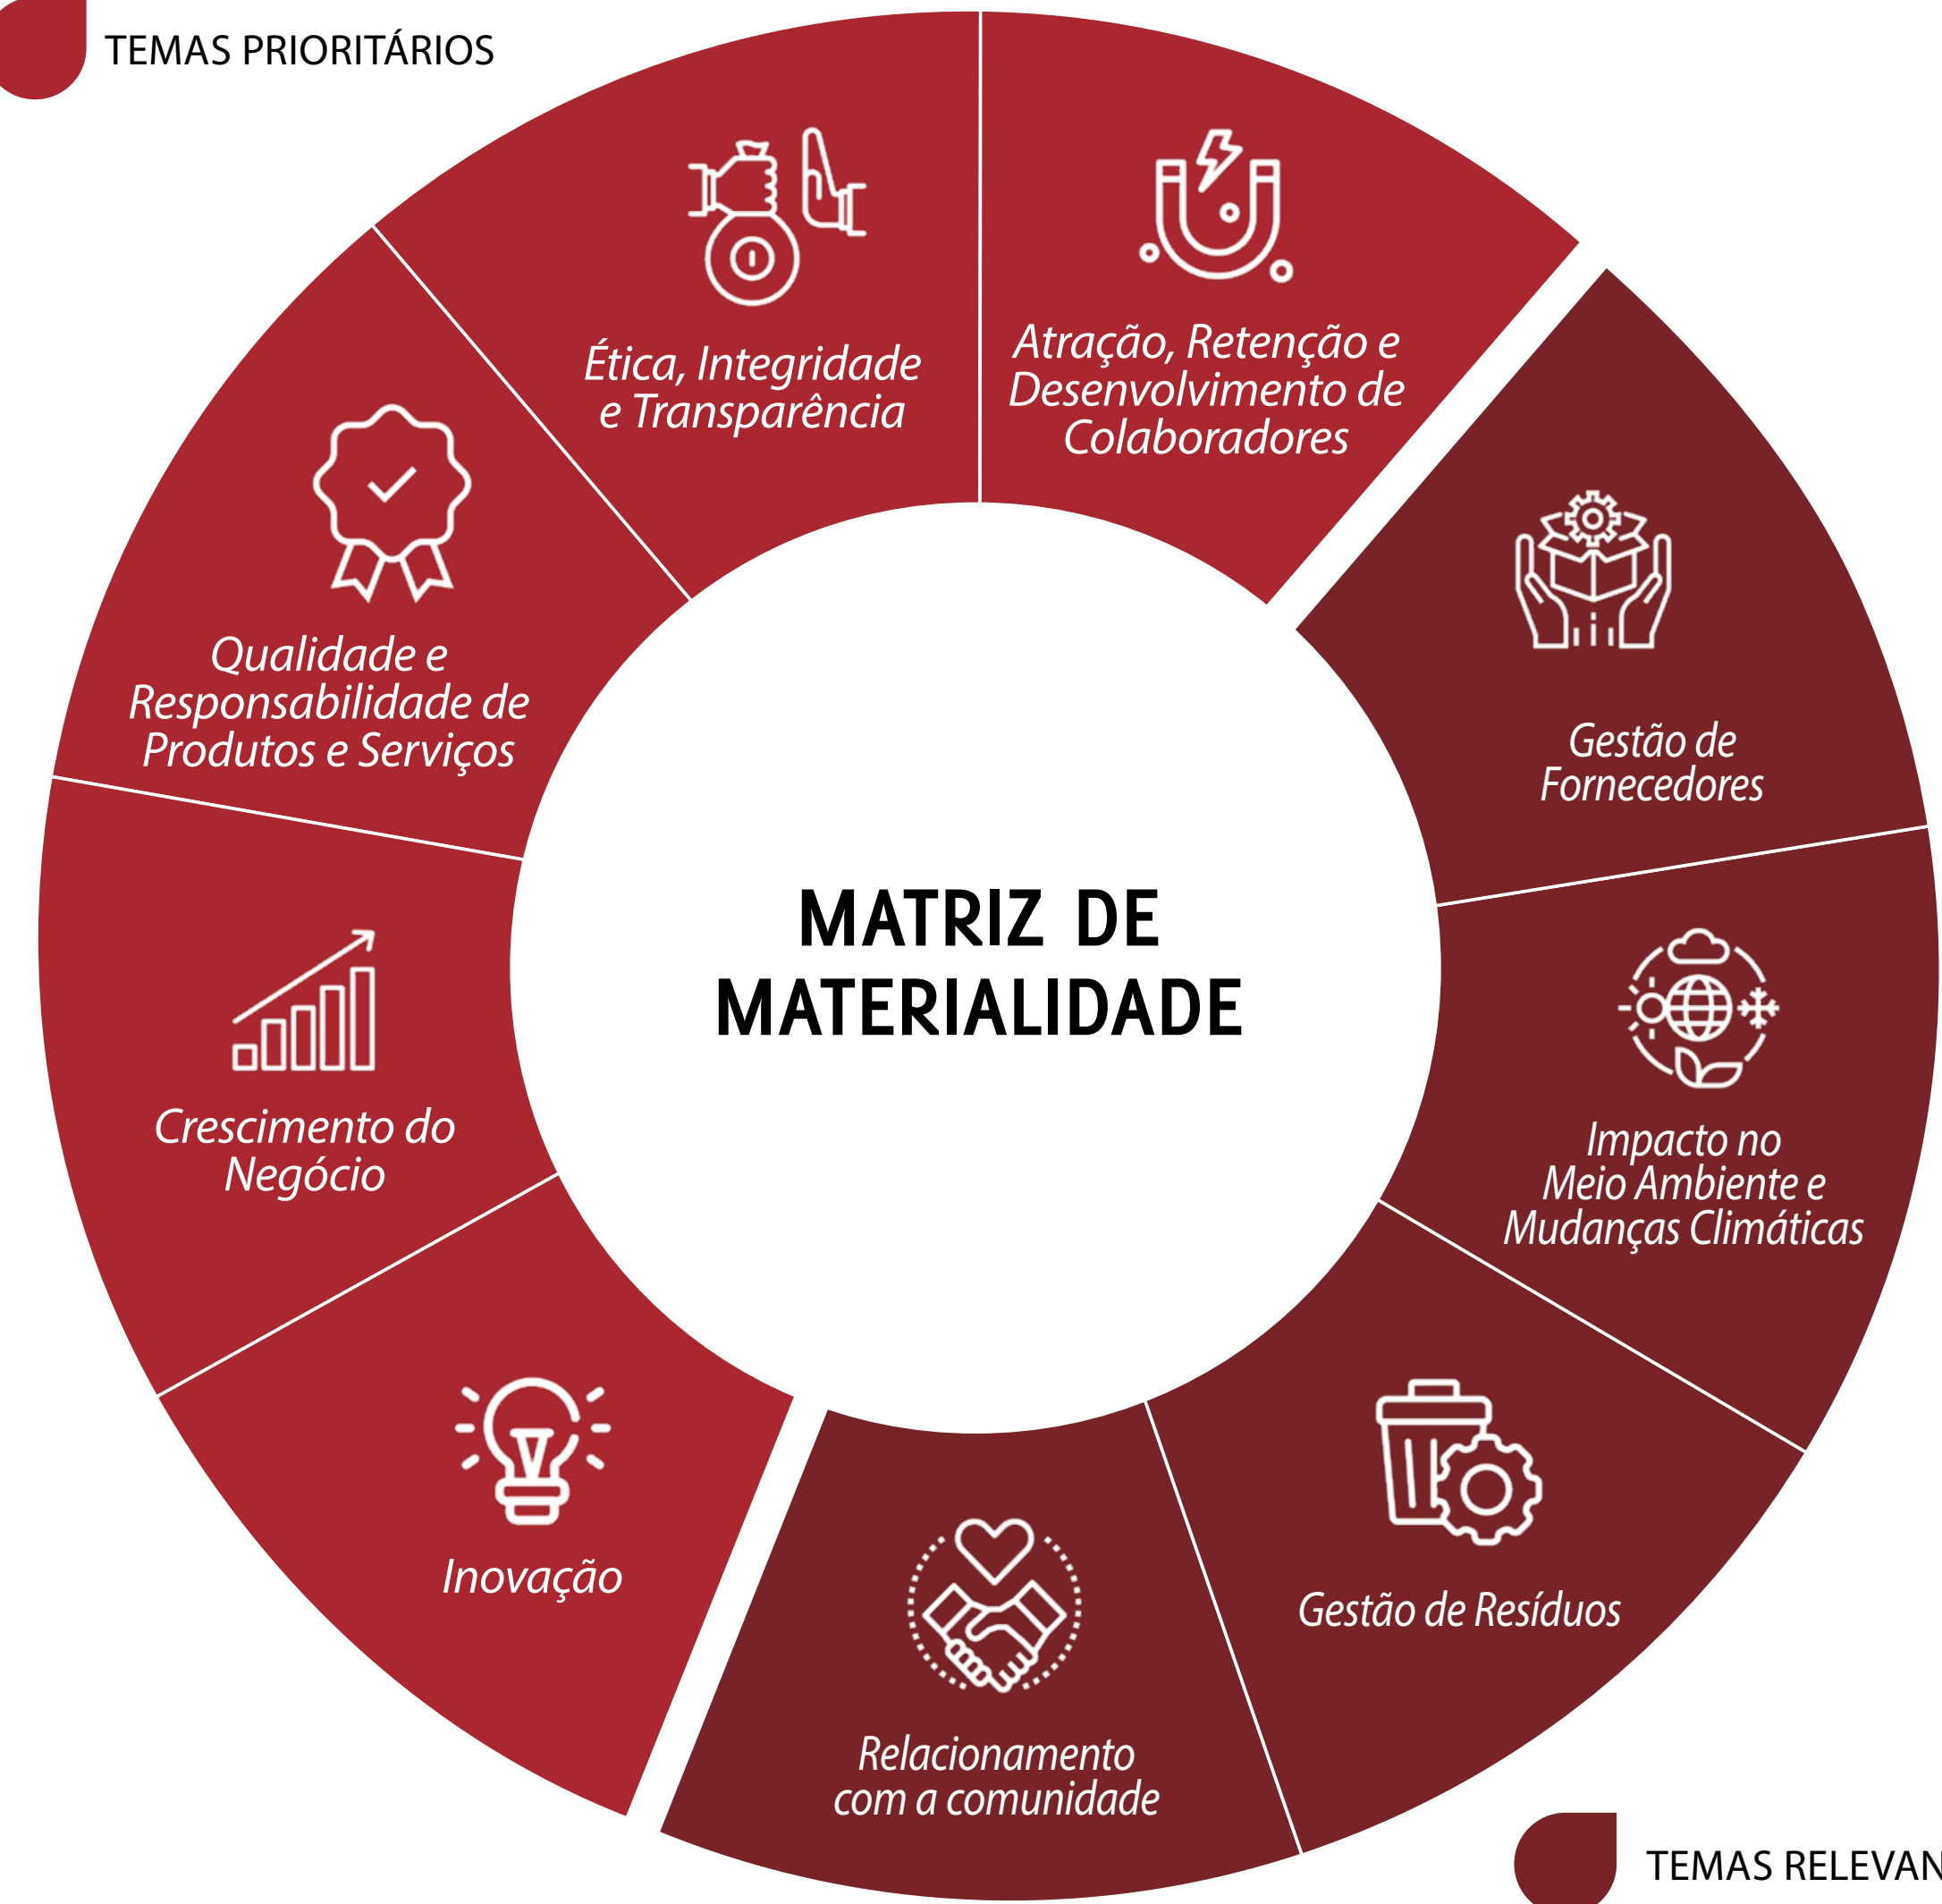 TEMAS PRIORITÁRIOS
Ética, Integridade
e Transparência
Atração, Retenção e
Desenvolvimento de
Colaboradores
Qualidade e
Responsabilidade de
Produtos e Serviços
Gestão de
Fornecedores
MATRIZ DE
MATERIALIDADE
Crescimento do
Negócio
Impacto no
Meio Ambiente e
Mudanças Climáticas
Inovação
Gestão de Resíduos
Relacionamento
com a comunidade
TEMAS